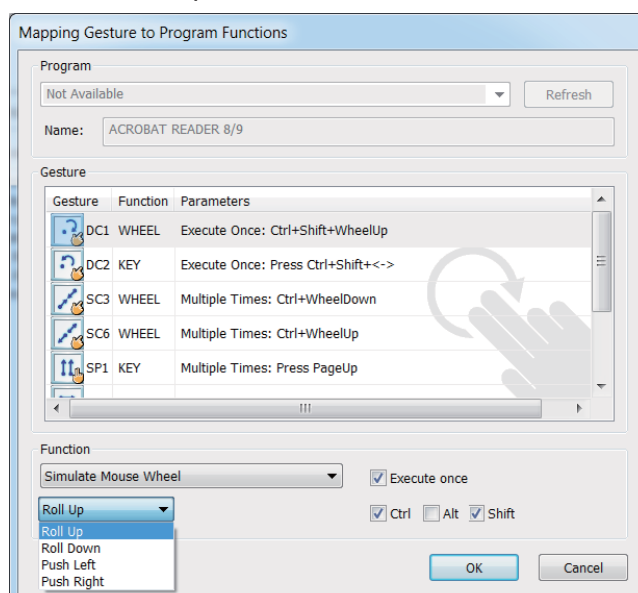 Mapping Gesture to Program Functions
Program
Not Available
Refresh
Name: ACROBAT READER 8/9
Gesture
Gesture Function Parameters
DC1 WHEEL Execute Once: Ctrl+Shift+WheelUp
DC2 KEY Execute Once: Press Ctrl+Shift+<->
SC3 WHEEL Multiple Times: Ctrl+WheelDown
SC6 WHEEL Multiple Times: Ctrl+WheelUp
SP1 KEY Multiple Times: Press PageUp
Function
Simulate Mouse Wheel
Execute once
Roll Up
Ctrl Alt Shift
Roll Up
Roll Down
Push Left
Push Right
OK Cancel